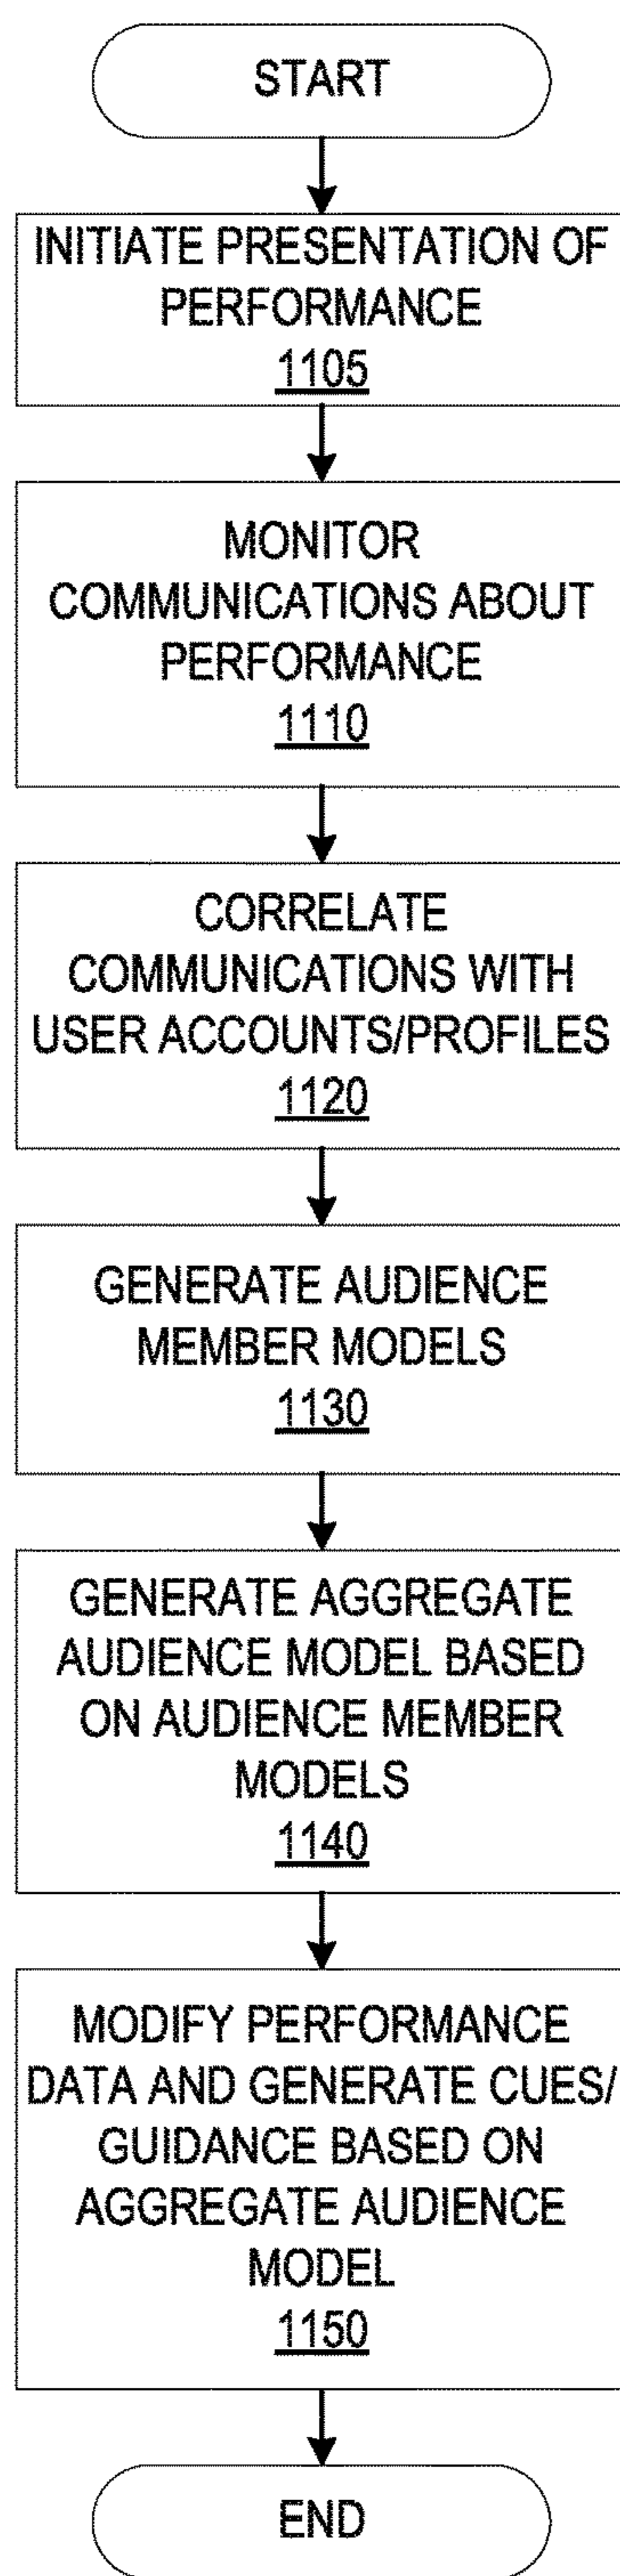 START
INITIATE PRESENTATION OF
PERFORMANCE
1105
MONITOR
COMMUNICATIONS ABOUT
PERFORMANCE
1110
CORRELATE
COMMUNICATIONS WITH
USER ACCOUNTS/PROFILES
1120
GENERATE AUDIENCE
MEMBER MODELS
1130
GENERATE AGGREGATE
AUDIENCE MODEL BASED
ON AUDIENCE MEMBER
MODELS
1140
MODIFY PERFORMANCE
DATA AND GENERATE CUES/
GUIDANCE BASED ON
AGGREGATE AUDIENCE
MODEL
1150
END